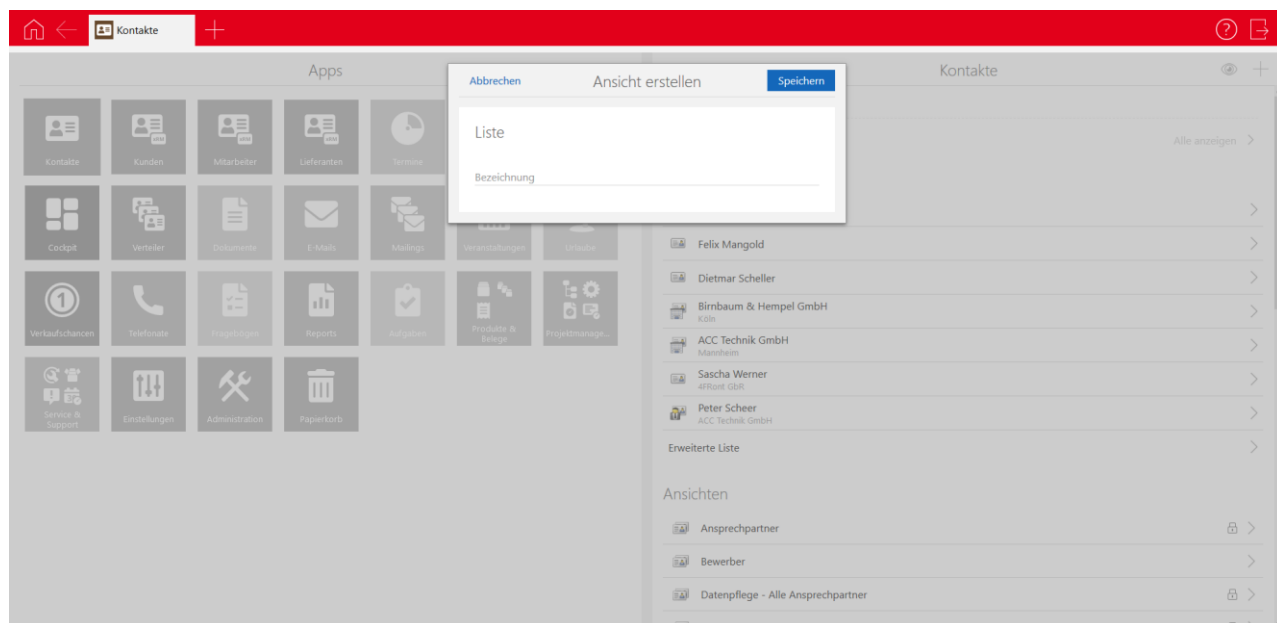 Kontakte
Apps
Kontakte
Kunden
Mitarbeiter
Lieferanten
Termine
Cockpit
Verteiler
Dokumente
E-Mails
Mailings
Veranstaltungen
Urlaube
Verkaufschancen
Telefonate
Fragebögen
Reports
Aufgaben
Produkte &
Belege
Projektmanage...
Service &
Support
Einstellungen
Administration
Papierkorb
Abbrechen
Ansicht erstellen
Speichern
Liste
Bezeichnung
Kontakte
Alle anzeigen
Felix Mangold
Dietmar Scheller
Birnbaum & Hempel GmbH
Köln
ACC Technik GmbH
Mannheim
Sascha Werner
4FRont GbR
Peter Scheer
ACC Technik GmbH
Erweiterte Liste
Ansichten
Ansprechpartner
Bewerber
Datenpflege - Alle Ansprechpartner